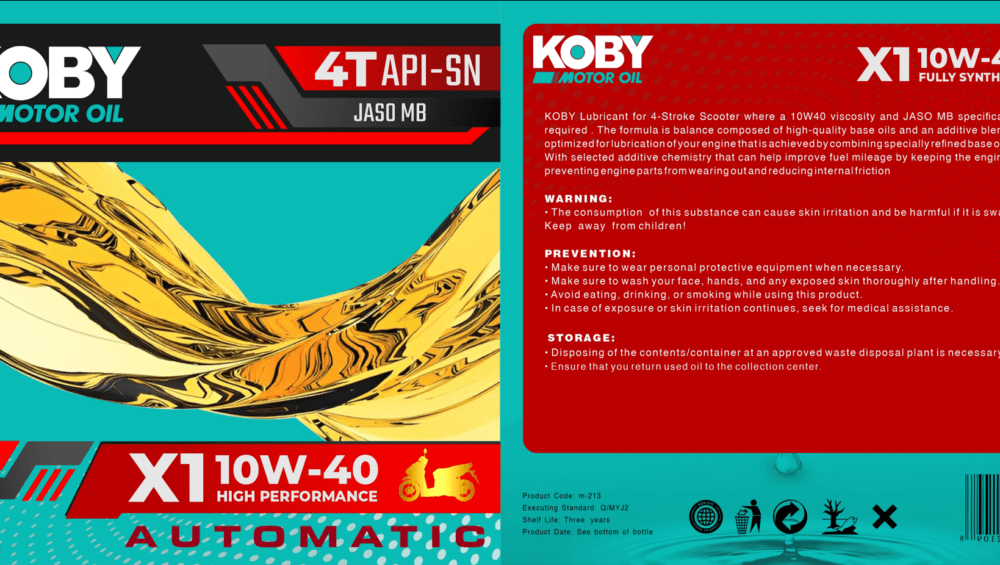 KOBY
MOTOR OIL
4T API-SN
JASO MB
X1 10W-40
HIGH PERFORMANCE
AUTOMATIC
KOBY
MOTOR OIL
X1 10W-4
FULLY SYNTH
KOBY Lubricant for 4-Stroke Scooter where a 10W40 viscosity and JASO MB specifica
required . The formula is balance composed of high-quality base oils and an additive blen
optimized for lubrication of your engine that is achieved by combining specially refined base o
With selected additive chemistry that can help improve fuel mileage by keeping the engin
preventing engine parts from wearing out and reducing internal friction
WARNING:
• The consumption of this substance can cause skin irritation and be harmful if it is swa
Keep away from children!
PREVENTION:
• Make sure to wear personal protective equipment when necessary.
• Make sure to wash your face, hands, and any exposed skin thoroughly after handling.
• Avoid eating, drinking, or smoking while using this product.
• In case of exposure or skin irritation continues, seek for medical assistance.
STORAGE:
• Disposing of the contents/container at an approved waste disposal plant is necessary
• Ensure that you return used oil to the collection center.
Product Code: m-213
Executing Standard: Q/MYJ2
Shelf Life: Three years
Product Date: See bottom of bottle